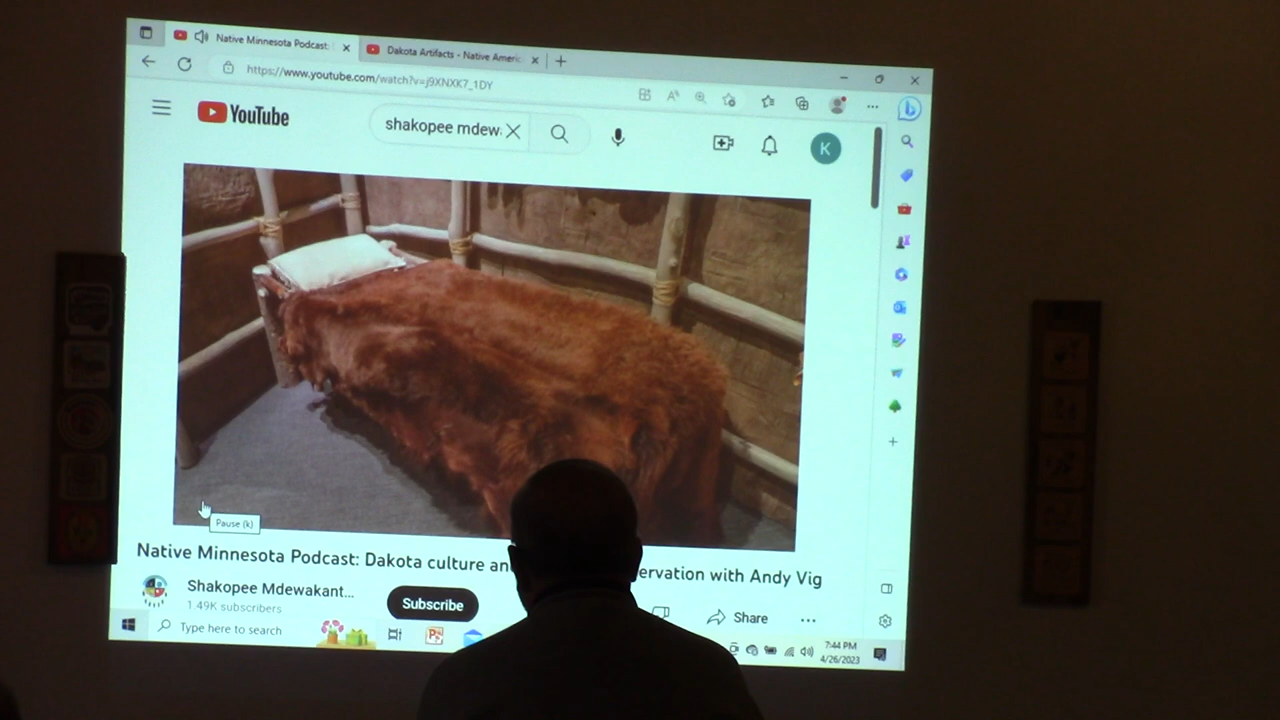 Native Minnesota Podcast:
Dakota Artifacts - Native Ameri
https://www.youtube.com/watch?v=j9XNXK7_1DY
YouTube
shakopee mdew
K
Pause (k)
Native Minnesota Podcast: Dakota culture an ervation with Andy Vig
Shakopee Mdewakant...
1.49K subscribers
Subscribe
Share
Type here to search
7:44 PM
4/26/2023